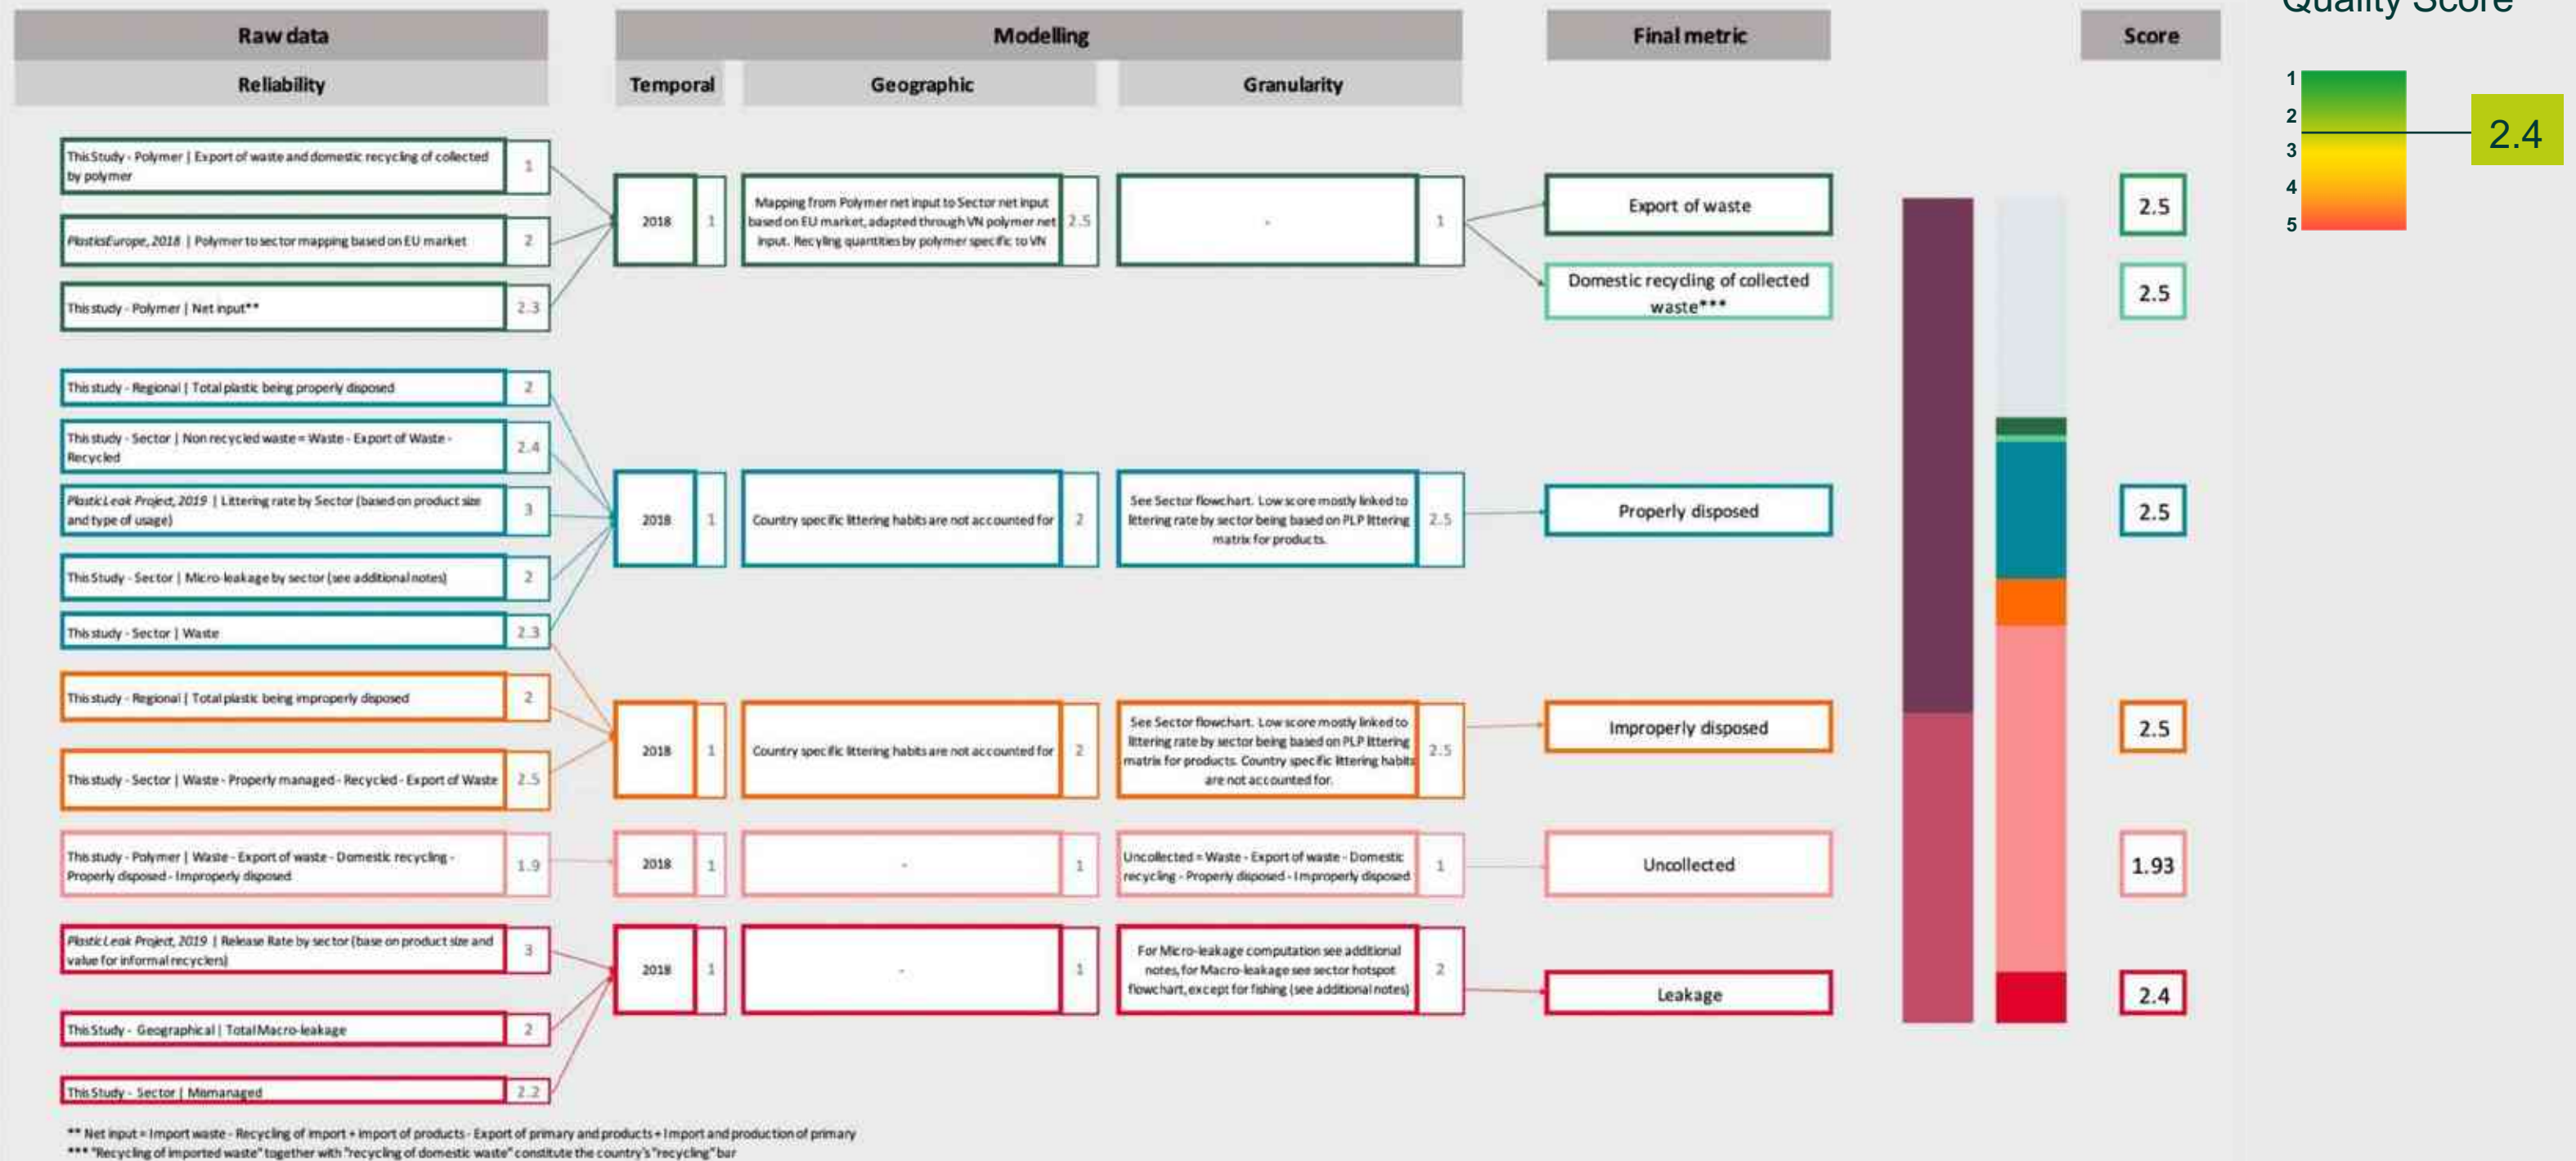 Quality Score
Raw data
Modelling
Final metric
Score
Reliability
Temporal
Geographic
Granularity
1
2
3
4
5
2.4
This Study - Polymer | Export of waste and domestic recycling of collected
by polymer
1
PlasticsEurope, 2018 | Polymer to sector mapping based on EU market
2
This study - Polymer | Net input**
2.3
2018
1
Mapping from Polymer net input to Sector net input
based on EU market, adapted through VN polymer net
input. Recyling quantities by polymer specific to VN
2.5
-
1
Export of waste
2.5
Domestic recycling of collected
waste***
2.5
This study - Regional | Total plastic being properly disposed
2
This study - Sector | Non recycled waste = Waste - Export of Waste -
Recycled
2.4
Plastic Leak Project, 2019 | Littering rate by Sector (based on product size
and type of usage)
3
This Study - Sector | Micro-leakage by sector (see additional notes)
2
This study - Sector | Waste
2.3
2018
1
Country specific littering habits are not accounted for
2
See Sector flowchart. Low score mostly linked to
littering rate by sector being based on PLP littering
matrix for products.
2.5
Properly disposed
2.5
This study - Regional | Total plastic being improperly disposed
2
This study - Sector | Waste - Properly managed - Recycled - Export of Waste
2.5
2018
1
Country specific littering habits are not accounted for
2
See Sector flowchart. Low score mostly linked to
littering rate by sector being based on PLP littering
matrix for products. Country specific littering habits
are not accounted for.
2.5
Improperly disposed
2.5
This study - Polymer | Waste - Export of waste - Domestic recycling -
Properly disposed - Improperly disposed
1.9
2018
1
-
1
Uncollected = Waste - Export of waste - Domestic
recycling - Properly disposed - Improperly disposed
1
Uncollected
1.93
Plastic Leak Project, 2019 | Release Rate by sector (base on product size and
value for informal recyclers)
3
This Study - Geographical | Total Macro-leakage
2
This Study - Sector | Mismanaged
2.2
2018
1
-
1
For Micro-leakage computation see additional
notes, for Macro-leakage see sector hotspot
flowchart, except for fishing (see additional notes)
2
Leakage
2.4
** Net input = Import waste - Recycling of import + Import of products - Export of primary and products + Import and production of primary
*** "Recycling of imported waste" together with "recycling of domestic waste" constitute the country's "recycling" bar